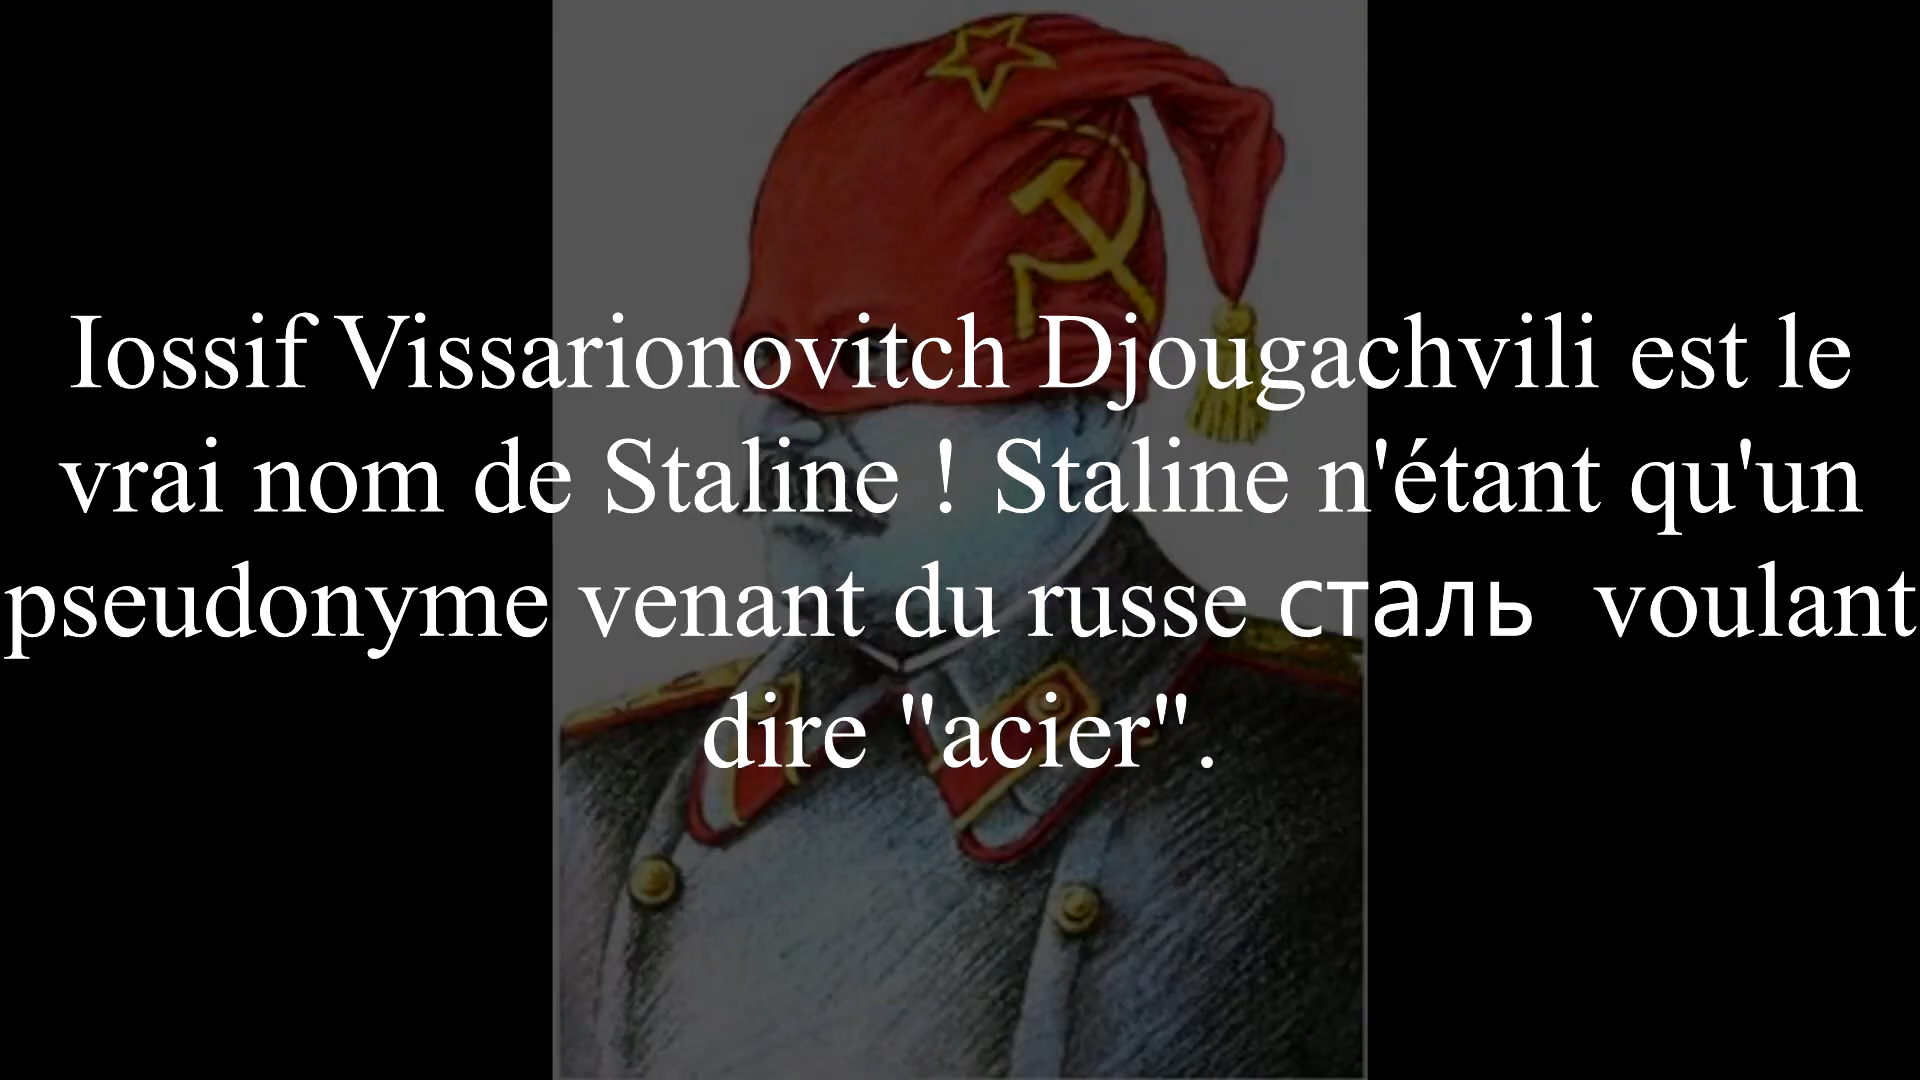 Iossif Vissarionovitch Djougachvili est le
vrai nom de Staline ! Staline n'étant qu'un
pseudonyme venant du russe сталь voulant
dire "acier".